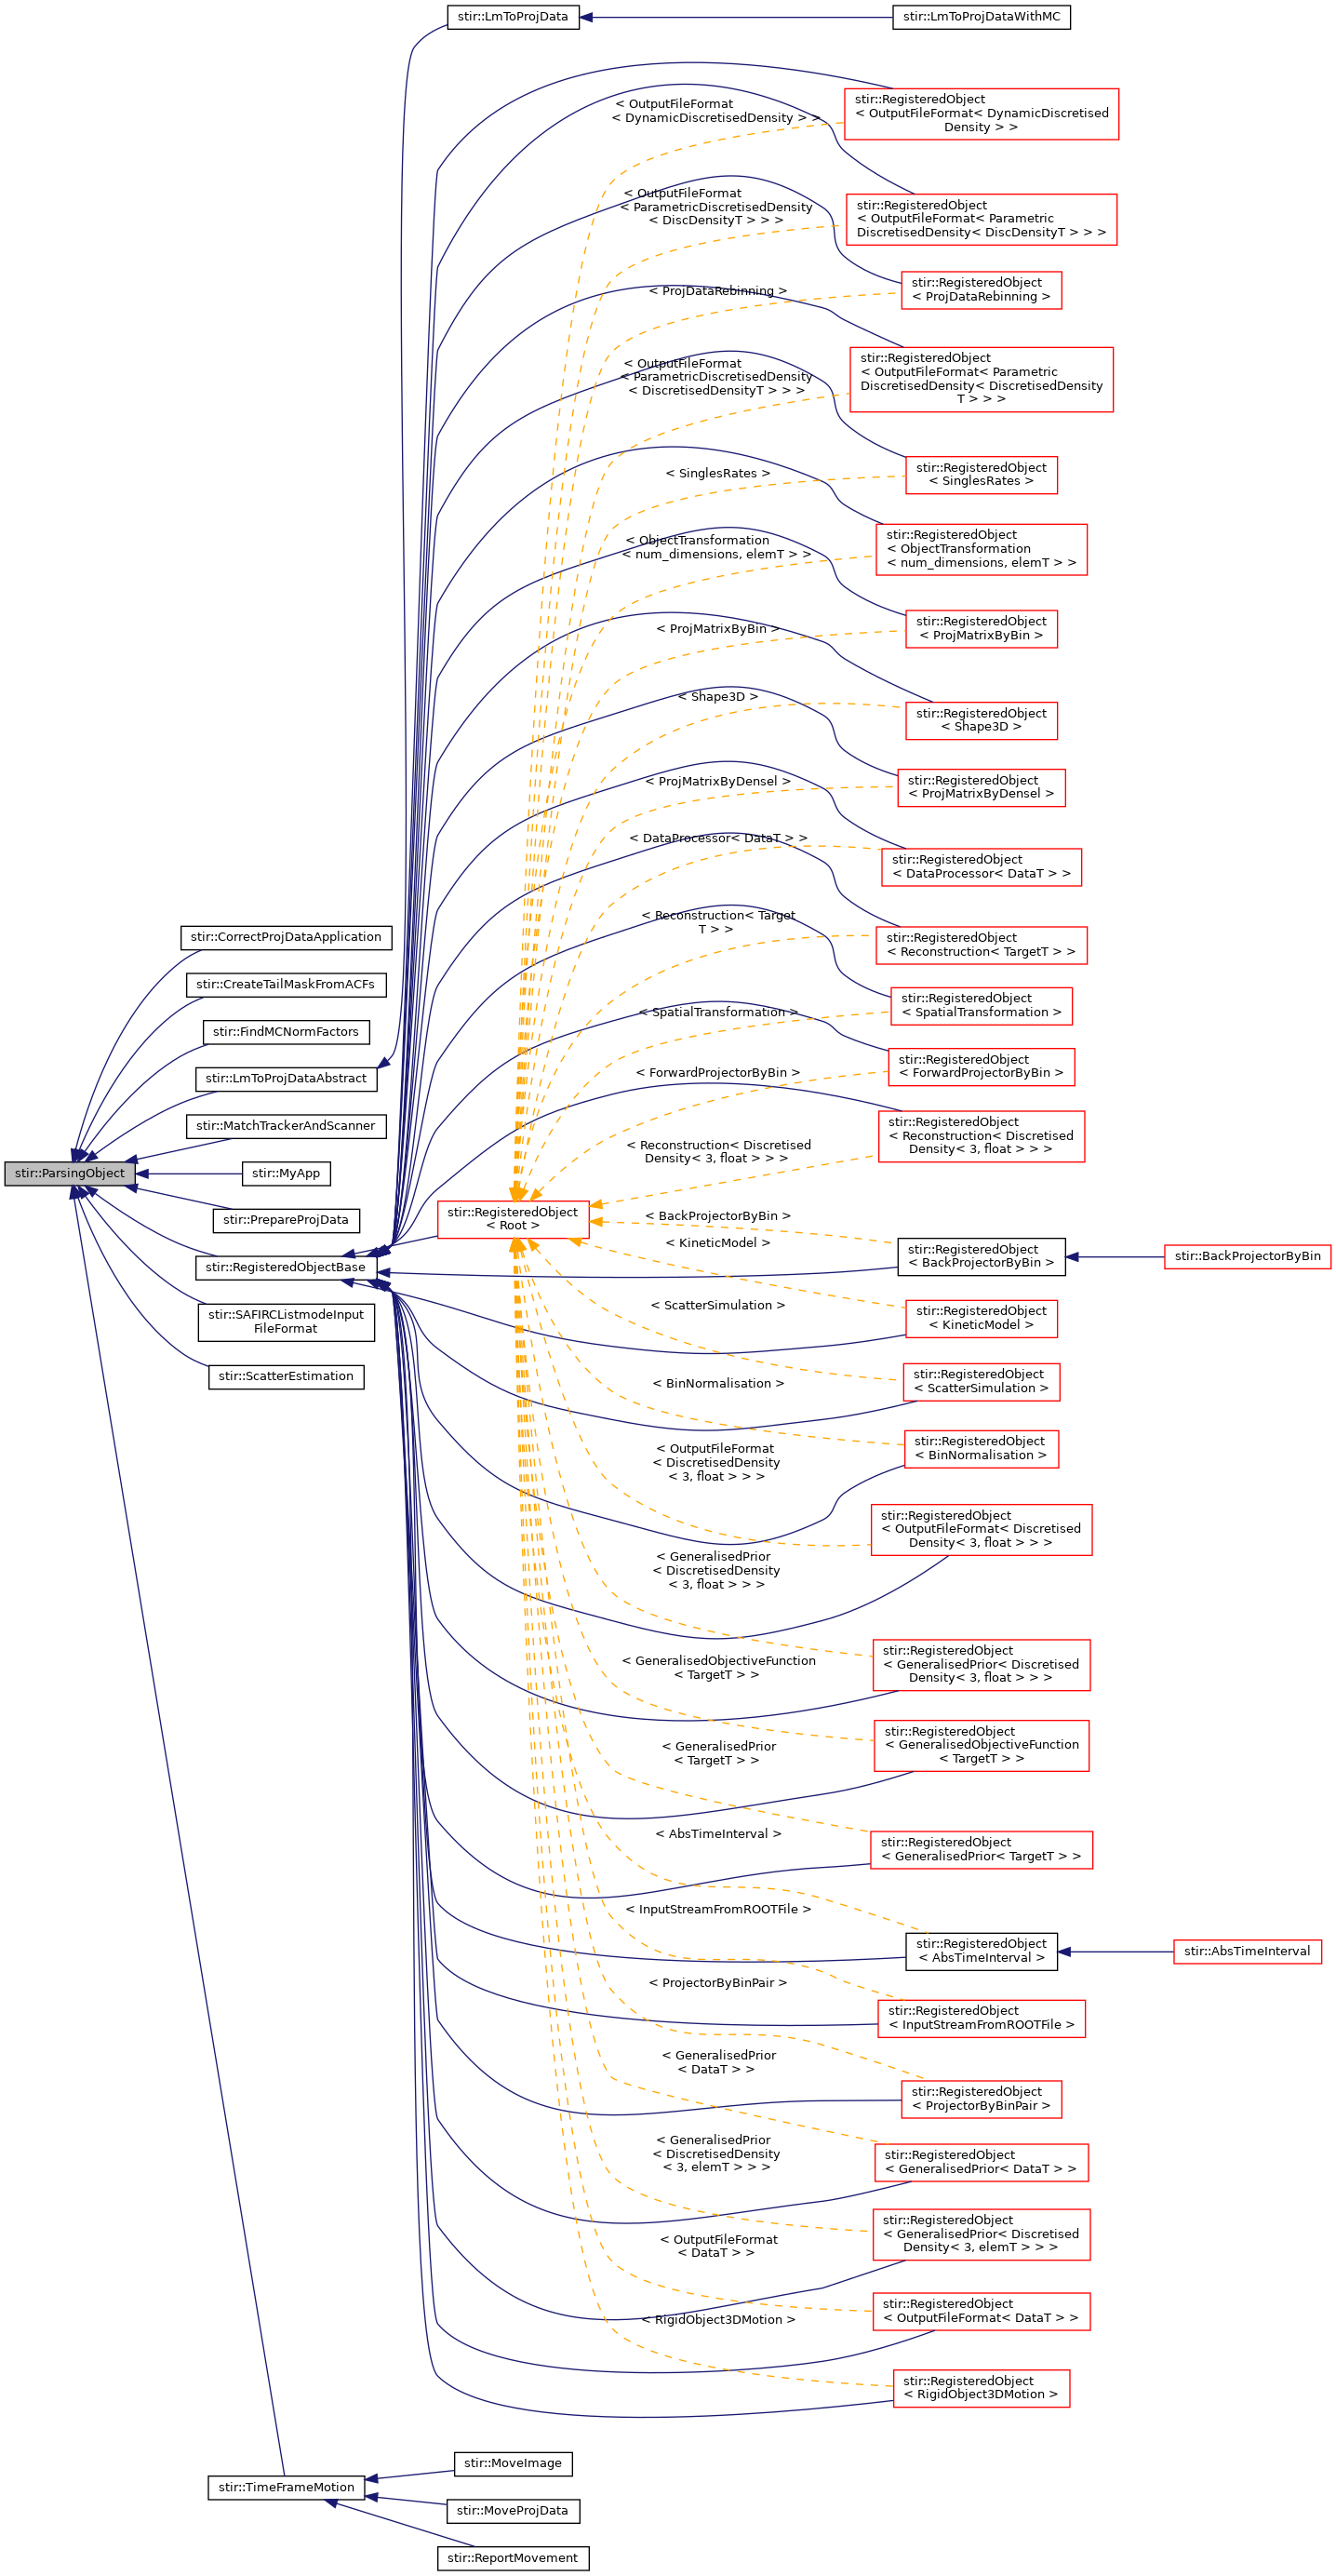 stir::LmToProjData
stir::LmToProjDataWithMC
stir::RegisteredObject
< OutputFileFormat< DynamicDiscretised
Density > >
< OutputFileFormat
< DynamicDiscretisedDensity > >
stir::RegisteredObject
< OutputFileFormat< Parametric
DiscretisedDensity< DiscDensityT > > >
< OutputFileFormat
< ParametricDiscretisedDensity
< DiscDensityT > > >
stir::RegisteredObject
< ProjDataRebinning >
< ProjDataRebinning >
stir::RegisteredObject
< OutputFileFormat< Parametric
DiscretisedDensity< DiscretisedDensity
T > > >
< OutputFileFormat
< ParametricDiscretisedDensity
< DiscretisedDensityT > > >
stir::RegisteredObject
< SinglesRates >
< SinglesRates >
stir::RegisteredObject
< ObjectTransformation
< num_dimensions, elemT > >
< ObjectTransformation
< num_dimensions, elemT > >
stir::RegisteredObject
< ProjMatrixByBin >
< ProjMatrixByBin >
stir::RegisteredObject
< Shape3D >
< Shape3D >
stir::RegisteredObject
< ProjMatrixByDensel >
< ProjMatrixByDensel >
stir::RegisteredObject
< DataProcessor< DataT > >
< DataProcessor< DataT > >
stir::RegisteredObject
< Reconstruction< TargetT > >
< Reconstruction< Target
T > >
stir::RegisteredObject
< SpatialTransformation >
< SpatialTransformation >
stir::RegisteredObject
< ForwardProjectorByBin >
< ForwardProjectorByBin >
stir::RegisteredObject
< Reconstruction< Discretised
Density< 3, float > > >
< Reconstruction< Discretised
Density< 3, float > > >
stir::CorrectProjDataApplication
stir::CreateTailMaskFromACFs
stir::FindMCNormFactors
stir::LmToProjDataAbstract
stir::MatchTrackerAndScanner
stir::ParsingObject
stir::MyApp
stir::PrepareProjData
stir::RegisteredObjectBase
stir::SAFIRCListmodeInput
FileFormat
stir::ScatterEstimation
stir::RegisteredObject
< Root >
< BackProjectorByBin >
stir::RegisteredObject
< BackProjectorByBin >
stir::BackProjectorByBin
< KineticModel >
stir::RegisteredObject
< KineticModel >
< ScatterSimulation >
stir::RegisteredObject
< ScatterSimulation >
< BinNormalisation >
stir::RegisteredObject
< BinNormalisation >
< OutputFileFormat
< DiscretisedDensity
< 3, float > > >
stir::RegisteredObject
< OutputFileFormat< Discretised
Density< 3, float > > >
< GeneralisedPrior
< DiscretisedDensity
< 3, float > > >
stir::RegisteredObject
< GeneralisedPrior< Discretised
Density< 3, float > > >
< GeneralisedObjectiveFunction
< TargetT > >
stir::RegisteredObject
< GeneralisedObjectiveFunction
< TargetT > >
< GeneralisedPrior
< TargetT > >
stir::RegisteredObject
< GeneralisedPrior< TargetT > >
< AbsTimeInterval >
stir::RegisteredObject
< AbsTimeInterval >
stir::AbsTimeInterval
< InputStreamFromROOTFile >
stir::RegisteredObject
< InputStreamFromROOTFile >
< ProjectorByBinPair >
stir::RegisteredObject
< ProjectorByBinPair >
< GeneralisedPrior
< DataT > >
stir::RegisteredObject
< GeneralisedPrior< DataT > >
< GeneralisedPrior
< DiscretisedDensity
< 3, elemT > > >
stir::RegisteredObject
< GeneralisedPrior< Discretised
Density< 3, elemT > > >
< OutputFileFormat
< DataT > >
stir::RegisteredObject
< OutputFileFormat< DataT > >
< RigidObject3DMotion >
stir::RegisteredObject
< RigidObject3DMotion >
stir::TimeFrameMotion
stir::MoveImage
stir::MoveProjData
stir::ReportMovement